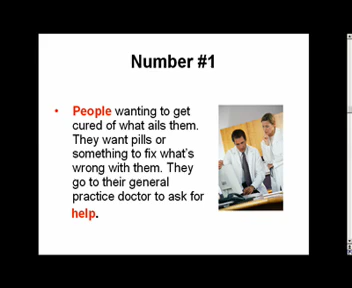 Number #1
• People wanting to get
cured of what ails them.
They want pills or
something to fix what's
wrong with them. They
go to their general
practice doctor to ask for
help.